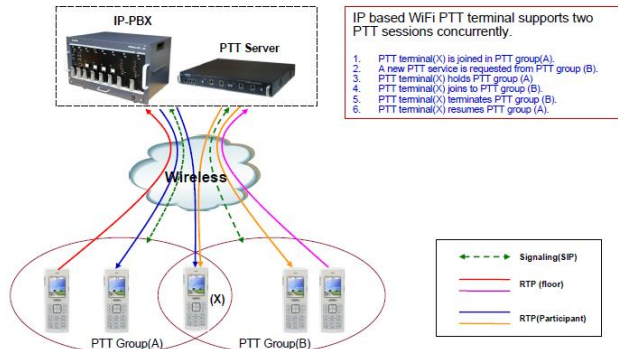 IP-PBX
PTT Server
IP based WiFi PTT terminal supports two
PTT sessions concurrently.
1. PTT terminal(X) is joined in PTT group(A).
2. A new PTT service is requested from PTT group (B).
3. PTT terminal(X) holds PTT group (A)
4. PTT terminal(X) joins to PTT group (B).
5. PTT terminal(X) terminates PTT group (B).
6. PTT terminal(X) resumes PTT group (A).
Wireless
(X)
PTT Group(A)
PTT Group(B)
Signaling(SIP)
RTP (floor)
RTP(Participant)